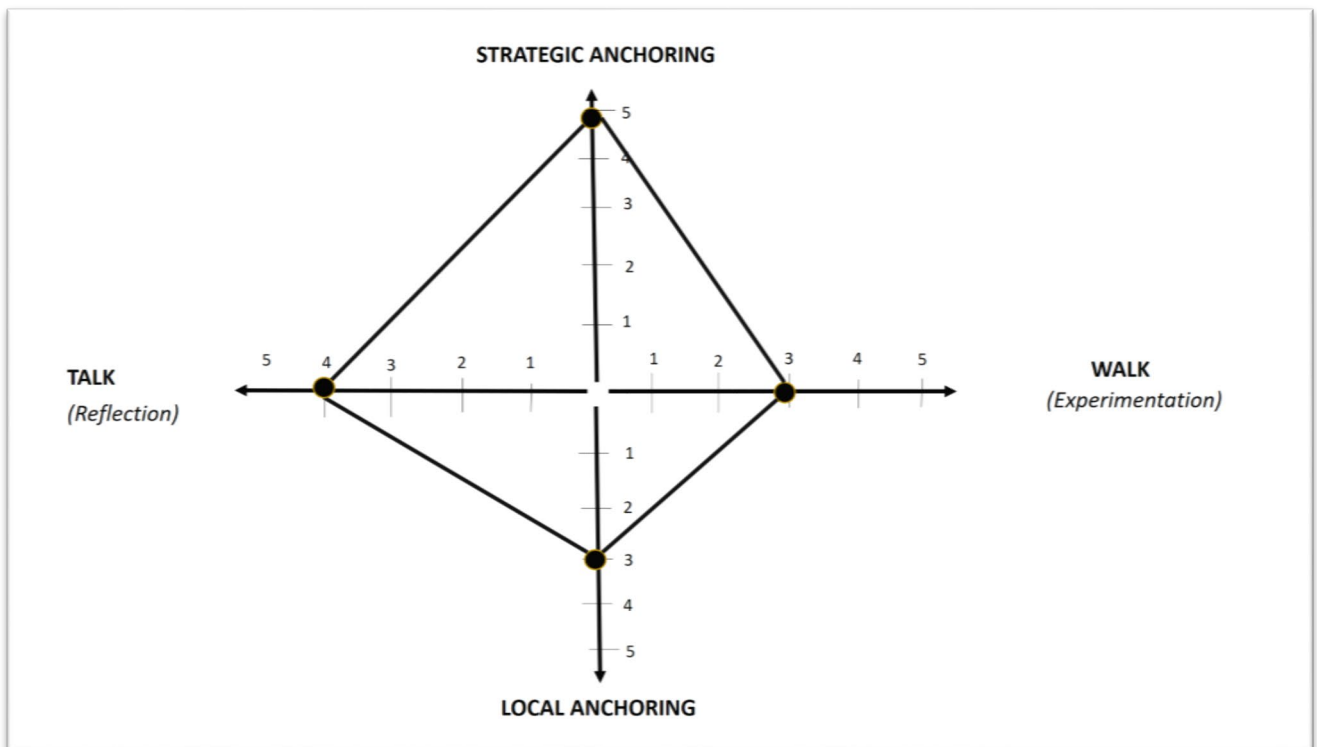 STRATEGIC ANCHORING
5
4
3
2
1
5 4 3 2 1 1 2 3 4 5
TALK
(Reflection)
WALK
(Experimentation)
1
2
3
4
5
LOCAL ANCHORING